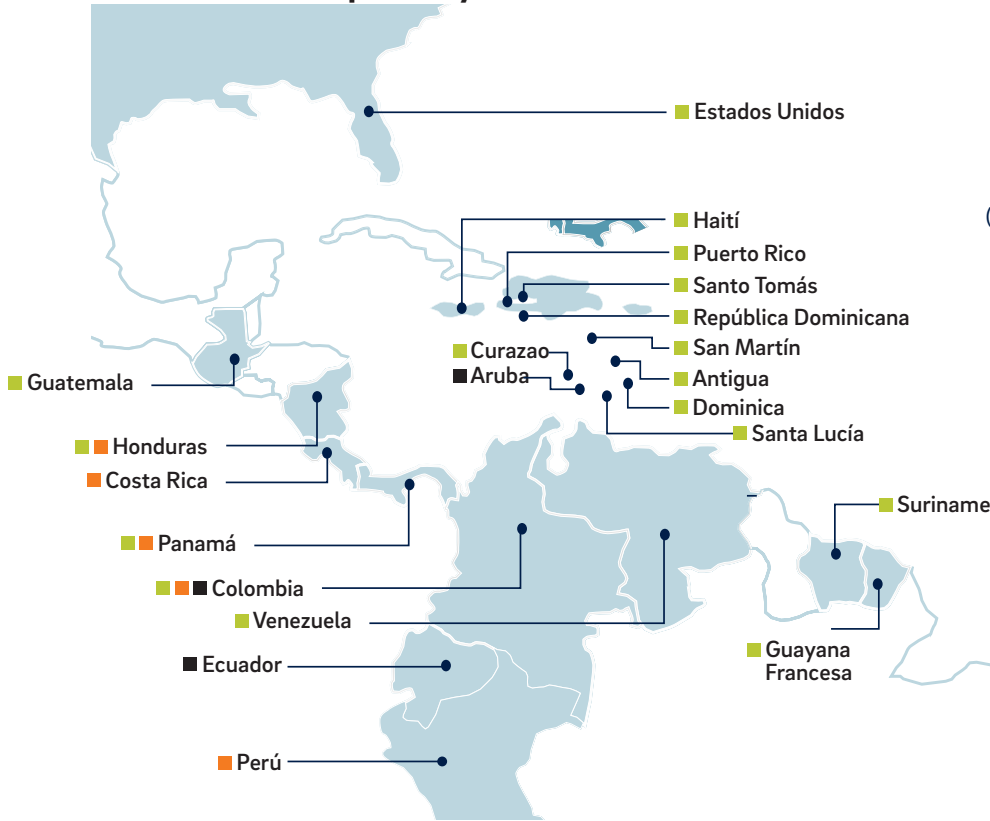 Estados Unidos
Haití
Puerto Rico
Santo Tomás
República Dominicana
San Martín
Curazao
Aruba
Antigua
Guatemala
Dominica
Santa Lucía
Honduras
Costa Rica
Suriname
Panamá
Colombia
Venezuela
Guayana
Francesa
Ecuador
Perú